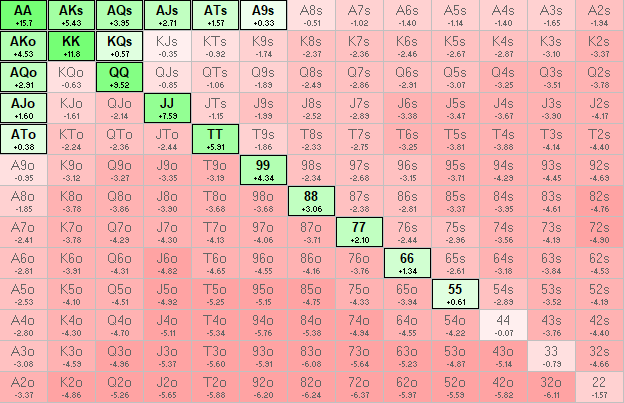 AA AKs AQs AJs ATs A9s A8s A7s A6s A5s A4s A3s A2s
+15.7 +5.43 +3.95 +2.71 +1.57 +0.33 -0.51 -1.02 -1.40 -1.14 -1.40 -1.65 -1.94
AKo KK KQs KJs KTs K9s K8s K7s K6s K5s K4s K3s K2s
+4.53 +11.8 +0.57 -0.35 -0.92 -1.74 -2.37 -2.36 -2.46 -2.67 -2.87 -3.10 -3.37
AQo KQo QQ QJs QTs Q9s Q8s Q7s Q6s Q5s Q4s Q3s Q2s
+2.91 -0.63 +9.52 -0.85 -1.06 -1.89 -2.49 -2.86 -2.91 -3.07 -3.25 -3.51 -3.78
AJo KJo QJo JJ JTs J9s J8s J7s J6s J5s J4s J3s J2s
+1.60 -1.61 -2.14 +7.59 -1.15 -1.99 -2.52 -2.89 -3.38 -3.47 -3.67 -3.90 -4.17
ATo KTo QTo JTo TT T9s T8s T7s T6s T5s T4s T3s T2s
+0.38 -2.24 -2.36 -2.44 +5.91 -1.86 -2.33 -2.75 -3.25 -3.81 -3.88 -4.14 -4.40
A9o K9o Q9o J9o T9o 99 98s 97s 96s 95s 94s 93s 92s
-0.95 -3.12 -3.27 -3.35 -3.19 +4.34 -2.34 -2.68 -3.15 -3.71 -4.29 -4.45 -4.69
A8o K8o Q8o J8o T8o 98o 88 87s 86s 85s 84s 83s 82s
-1.85 -3.78 -3.86 -3.90 -3.68 -3.68 +3.06 -2.38 -2.81 -3.37 -3.95 -4.61 -4.76
A7o K7o Q7o J7o T7o 97o 87o 77 76s 75s 74s 73s 72s
-2.41 -3.78 -4.29 -4.30 -4.13 -4.06 -3.71 +2.10 -2.44 -2.96 -3.56 -4.19 -4.90
A6o K6o Q6o J6o T6o 96o 86o 76o 66 65s 64s 63s 62s
-2.81 -3.91 -4.31 -4.82 -4.65 -4.55 -4.16 -3.76 +1.34 -2.61 -3.18 -3.84 -4.53
A5o K5o Q5o J5o T5o 95o 85o 75o 65o 55 54s 53s 52s
-2.53 -4.10 -4.51 -4.92 -5.25 -5.15 -4.75 -4.33 -3.94 +0.61 -2.89 -3.52 -4.19
A4o K4o Q4o J4o T4o 94o 84o 74o 64o 54o 44 43s 42s
-2.80 -4.30 -4.70 -5.11 -5.34 -5.76 -5.38 -4.94 -4.55 -4.22 -0.07 -3.76 -4.40
A3o K3o Q3o J3o T3o 93o 83o 73o 63o 53o 43o 33 32s
-3.08 -4.59 -4.96 -5.37 -5.60 -5.91 -6.08 -5.64 -5.23 -4.87 -5.14 -0.79 -4.66
A2o K2o Q2o J2o T2o 92o 82o 72o 62o 52o 42o 32o 22
-3.37 -4.86 -5.26 -5.65 -5.88 -6.20 -6.24 -6.37 -5.97 -5.59 -5.82 -6.11 -1.57